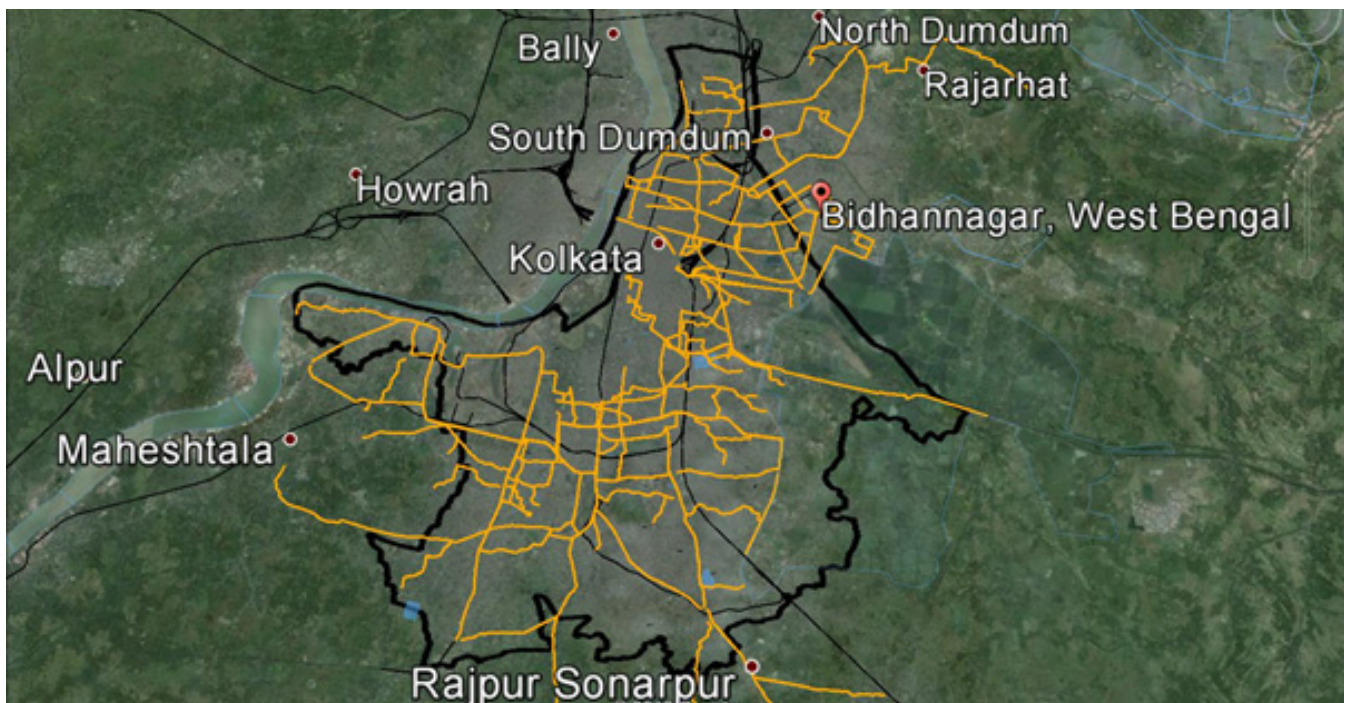 North Dumdum
Bally
Rajarhat
South Dumdum
Howrah
Bidhannagar, West Bengal
Kolkata
Alpur
Maheshtala
Rajpur Sonarpur